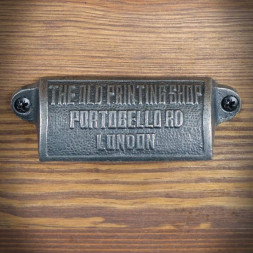 THE OLD PRINTING SHOP
PORTOBELLO RD
LONDON